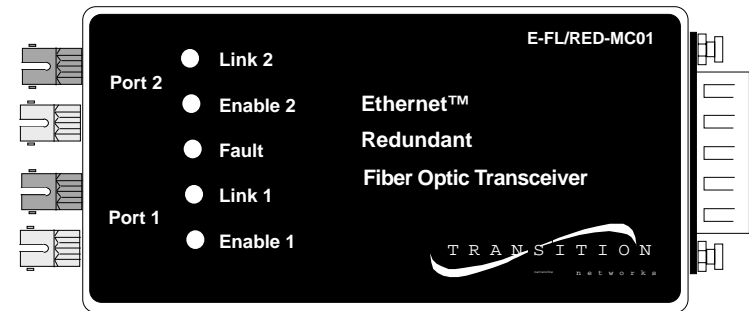 E-FL/RED-MC01
Port 2
Link 2
Enable 2
Fault
Port 1
Link 1
Enable 1
Ethernet™
Redundant
Fiber Optic Transceiver
TRANSITION
networks